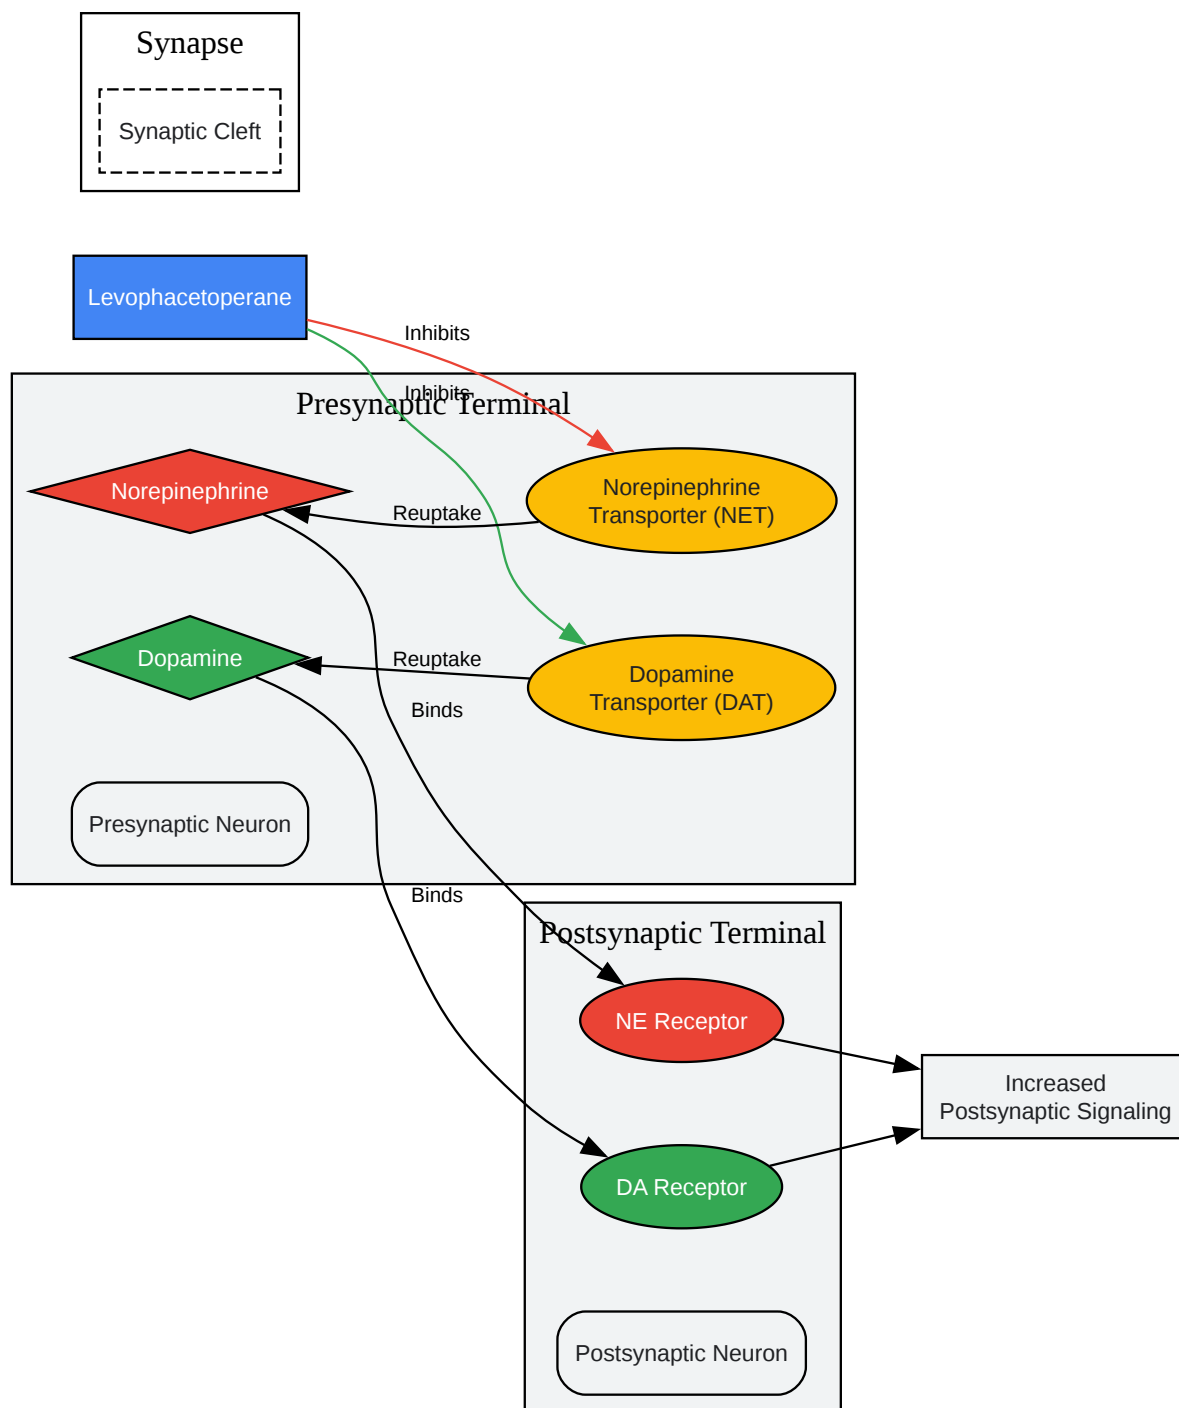 Synapse
Synaptic Cleft
Levophacetoperane
Inhibits
Inhibits
Presynaptic Terminal
Norepinephrine
Norepinephrine
Transporter (NET)
Reuptake
Dopamine
Reuptake
Dopamine
Transporter (DAT)
Binds
Presynaptic Neuron
Binds
Postsynaptic Terminal
NE Receptor
Increased
Postsynaptic Signaling
DA Receptor
Postsynaptic Neuron